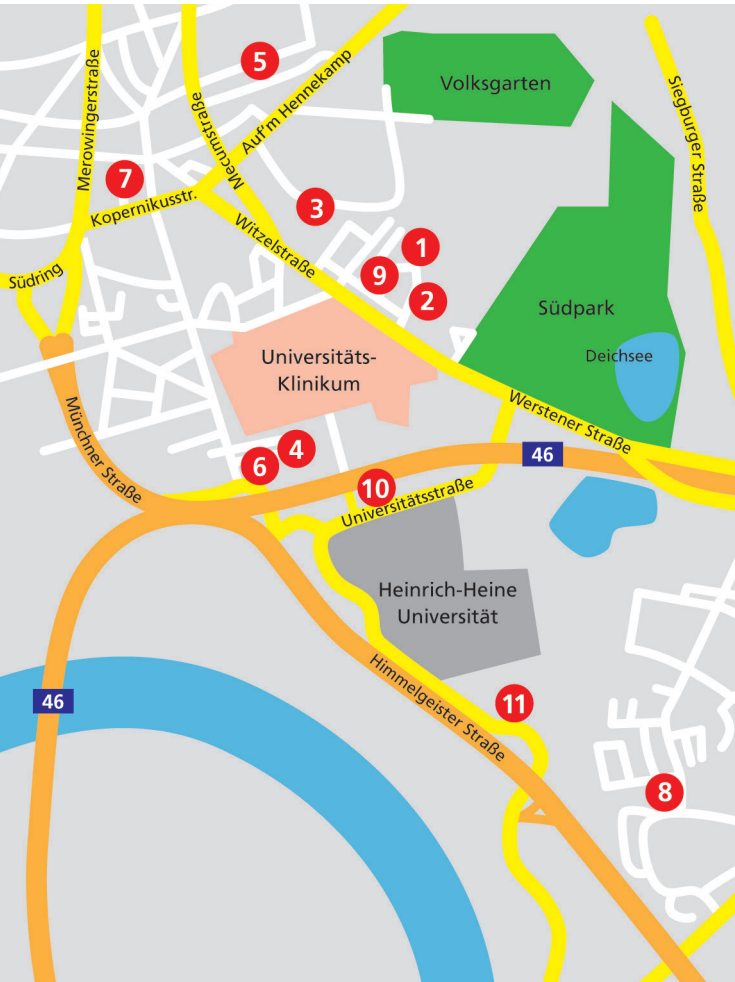 5
Volksgarten
Merowingerstraße
Mecumstraße
Auf'm Hennekamp
Siegburger Straße
7
Kopernikusstr.
3
Witzelstraße
1
9
2
Südring
Südpark
Deichsee
Universitäts-
Klinikum
Münchner Straße
Werstener Straße
4
6
46
10
Universitätsstraße
Heinrich-Heine
Universität
Himmelgeister Straße
46
11
8